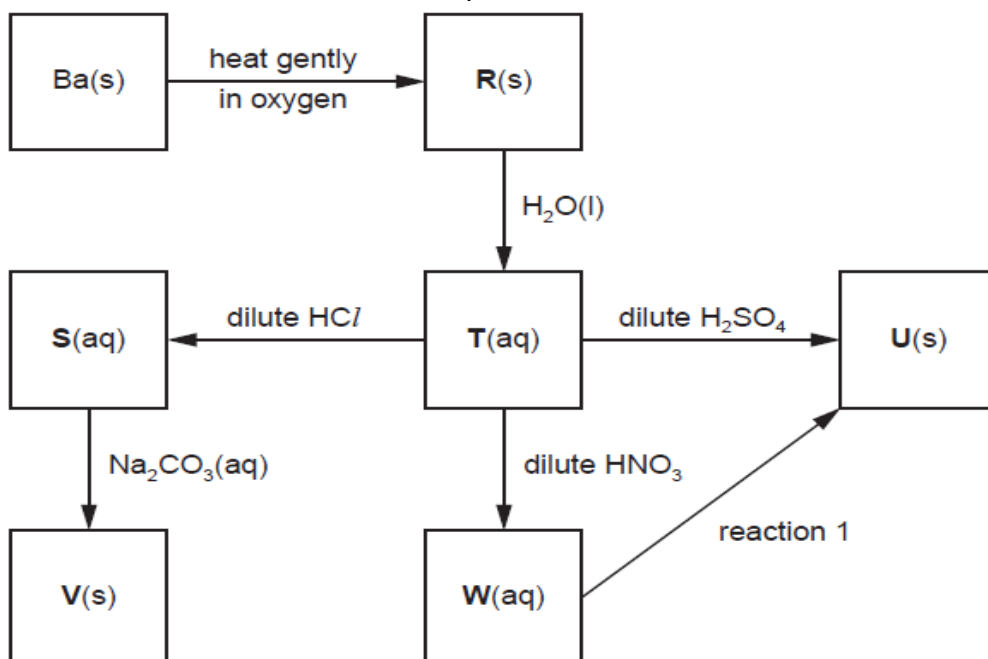 Ba(s)
heat gently
in oxygen
R(s)
H₂O(l)
S(aq)
dilute HCl
T(aq)
dilute H₂SO₄
U(s)
Na₂CO₃(aq)
dilute HNO₃
reaction 1
V(s)
W(aq)